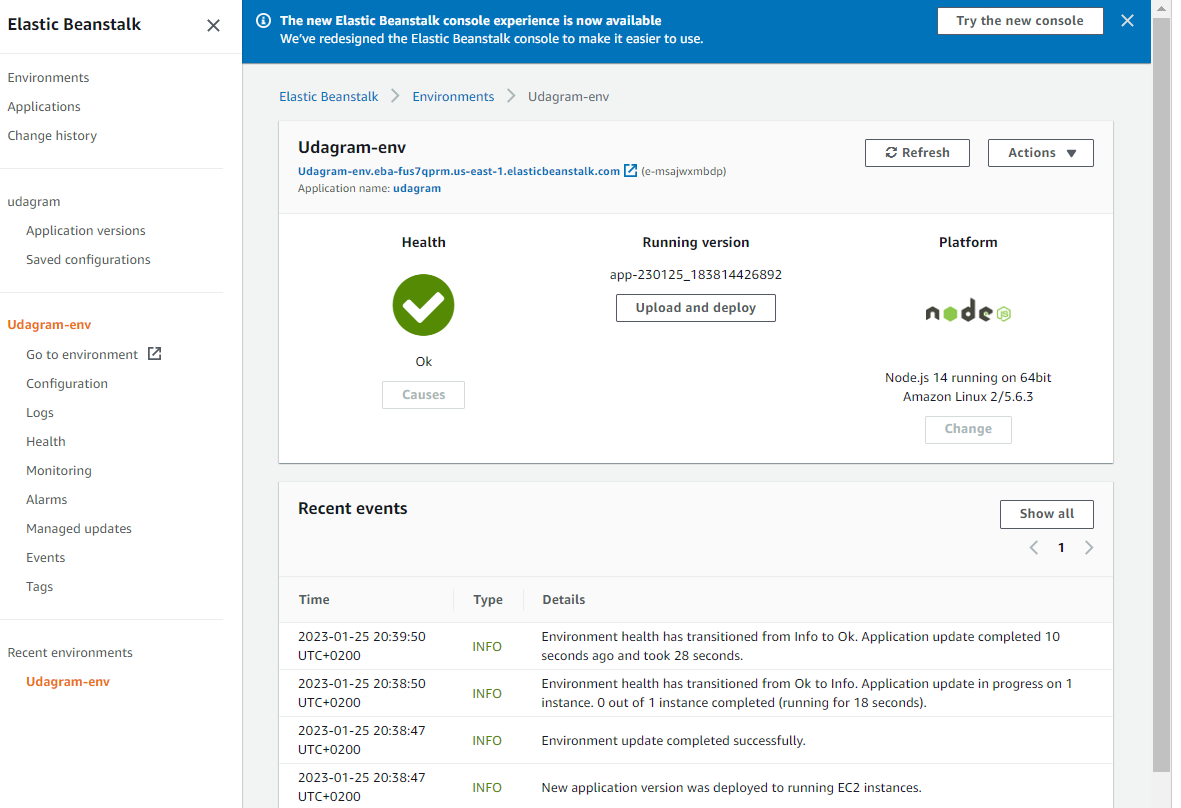 Elastic Beanstalk
Environments
Applications
Change history
udagram
Application versions
Saved configurations
Udagram-env
Go to environment
Configuration
Logs
Health
Monitoring
Alarms
Managed updates
Events
Tags
Recent environments
Udagram-env
The new Elastic Beanstalk console experience is now available
We've redesigned the Elastic Beanstalk console to make it easier to use.
Try the new console
Elastic Beanstalk > Environments > Udagram-env
Udagram-env
Udagram-env.eba-fus7qprm.us-east-1.elasticbeanstalk.com (e-msajwxmbdp)
Application name: udagram
Refresh
Actions
Health
Ok
Causes
Running version
app-230125_183814426892
Upload and deploy
Platform
node JS
Node.js 14 running on 64bit
Amazon Linux 2/5.6.3
Change
Recent events
Show all
1
Time Type Details
2023-01-25 20:39:50
UTC+0200
INFO
Environment health has transitioned from Info to Ok. Application update completed 10
seconds ago and took 28 seconds.
2023-01-25 20:38:50
UTC+0200
INFO
Environment health has transitioned from Ok to Info. Application update in progress on 1
instance. 0 out of 1 instance completed (running for 18 seconds).
2023-01-25 20:38:47
UTC+0200
INFO
Environment update completed successfully.
2023-01-25 20:38:47
UTC+0200
INFO
New application version was deployed to running EC2 instances.